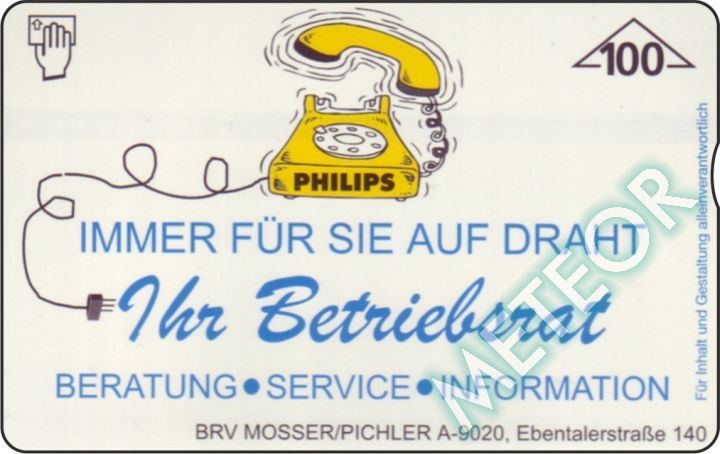 100
PHILIPS
IMMER FÜR SIE AUF DRAHT
Ihr Betriebsrat
BERATUNG • SERVICE • INFORMATION
BRV MOSSER/PICHLER A-9020, Ebentalerstraße 140
Für Inhalt und Gestaltung alleinverantwortlich
METEOR